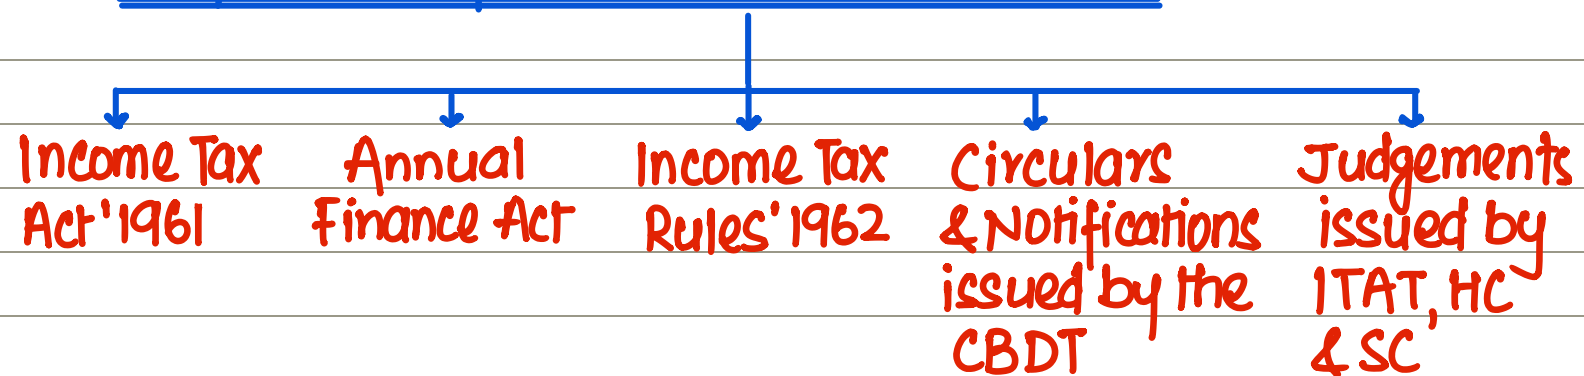 Income Tax
Act' 1961
Annual
Finance Act
Income Tax
Rules' 1962
Circulars
& Notifications
issued by the
CBDT
Judgements
issued by
ITAT, HC
& SC